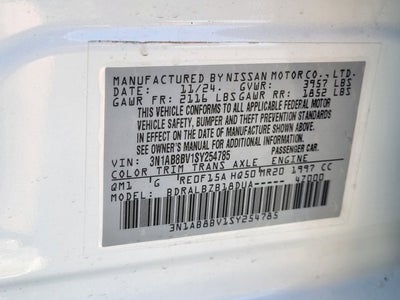 MANUFACTURED BY NISSAN MOTOR CO., LTD.
DATE: 11/24 GVWR: 3957 LBS
GAWR FR: 2116 LBS GAWR RR: 1852 LBS
THIS VEHICLE CONFORMS TO ALL APPLICABLE FEDERAL MOTOR
VEHICLE SAFETY, BUMPER, AND THEFT PREVENTION STANDARDS
IN EFFECT ON THE DATE OF MANUFACTURE SHOWN ABOVE.
PASSENGER CAR
SEE OWNER'S MANUAL FOR ADDITIONAL INFORMATION
VIN: 3N1AB8BV1SY254785
COLOR TRIM TRANS AXLE ENGINE
QM1 'G 'RE0F15A HQ50 MR20 1997 CC
MODEL: BDRALBZB18DUA----- 4Z000
3N1AB8BV1SY254785